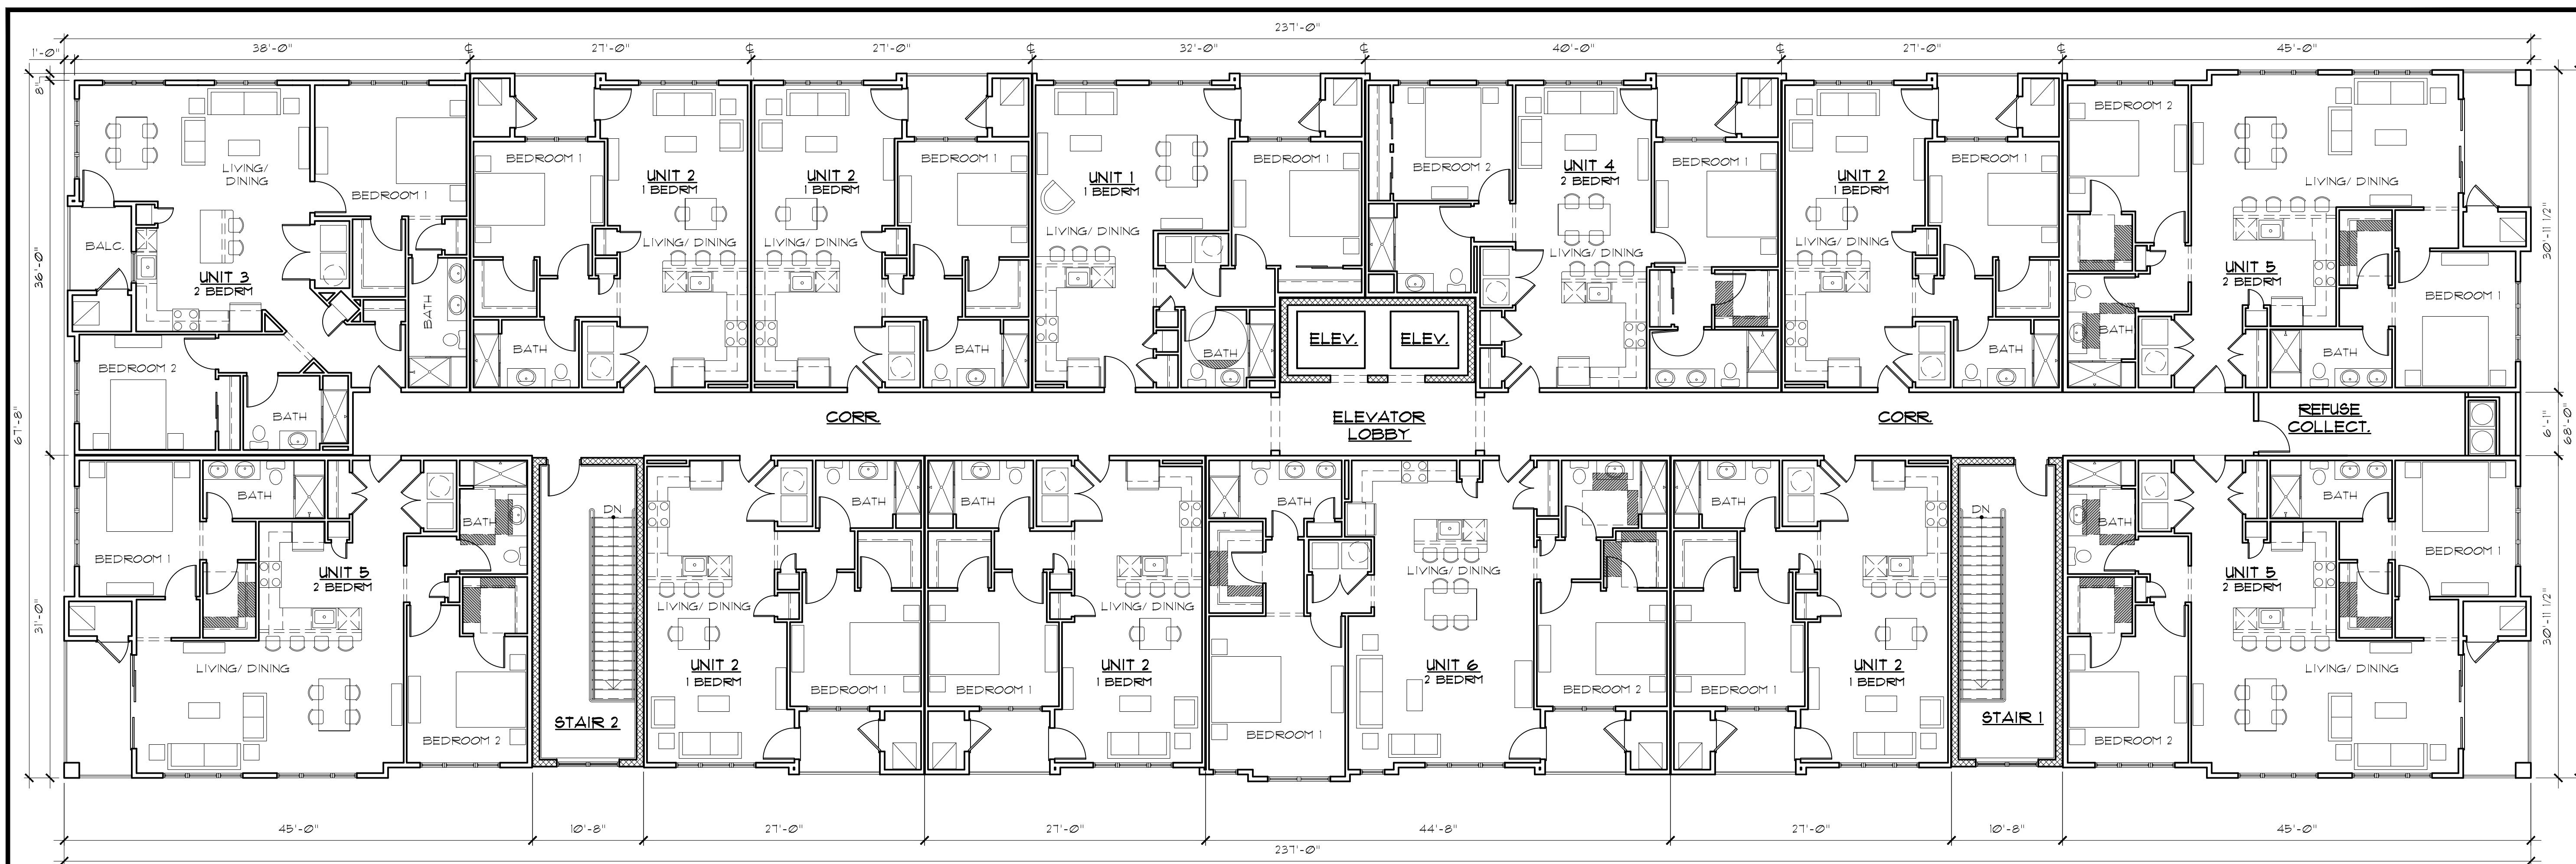 237'-0"
1'-0"
38'-0"
27'-0"
27'-0"
32'-0"
40'-0"
27'-0"
45'-0"
8"
36'-0"
67'-8"
31'-0"
30'-11 1/2"
6'-1"
68'-0"
30'-11 1/2"
LIVING/
DINING
BEDROOM 1
BALC.
UNIT 3
2 BEDRM
BATH
BEDROOM 2
BATH
BEDROOM 1
UNIT 2
1 BEDRM
LIVING/ DINING
BATH
UNIT 2
1 BEDRM
BEDROOM 1
LIVING/ DINING
BATH
UNIT 1
1 BEDRM
LIVING/ DINING
BEDROOM 1
BATH
ELEV.
ELEV.
BEDROOM 2
UNIT 4
2 BEDRM
BEDROOM 1
LIVING/ DINING
UNIT 2
1 BEDRM
BEDROOM 1
LIVING/ DINING
BATH
BEDROOM 2
LIVING/ DINING
UNIT 5
2 BEDRM
BEDROOM 1
BATH
BATH
CORR.
ELEVATOR
LOBBY
CORR.
REFUSE
COLLECT.
BATH
BATH
BEDROOM 1
UNIT 5
2 BEDRM
LIVING/ DINING
BEDROOM 2
DN
STAIR 2
BATH
LIVING/ DINING
UNIT 2
1 BEDRM
BEDROOM 1
BATH
LIVING/ DINING
UNIT 2
1 BEDRM
BEDROOM 1
LIVING/ DINING
UNIT 6
2 BEDRM
BEDROOM 1
BEDROOM 2
BATH
LIVING/ DINING
UNIT 2
1 BEDRM
BEDROOM 1
DN
STAIR 1
BATH
BATH
BEDROOM 1
UNIT 5
2 BEDRM
LIVING/ DINING
BEDROOM 2
45'-0"
10'-8"
27'-0"
27'-0"
44'-8"
27'-0"
10'-8"
45'-0"
237'-0"